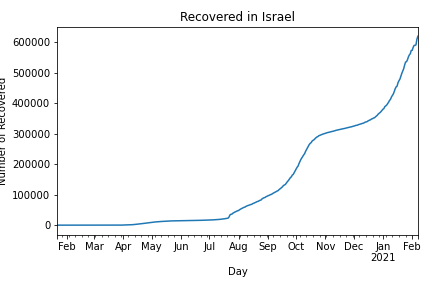 Recovered in Israel
600000
500000
400000
300000
200000
100000
0
Number of Recovered
Feb Mar Apr May Jun Jul Aug Sep Oct Nov Dec Jan Feb
2021
Day